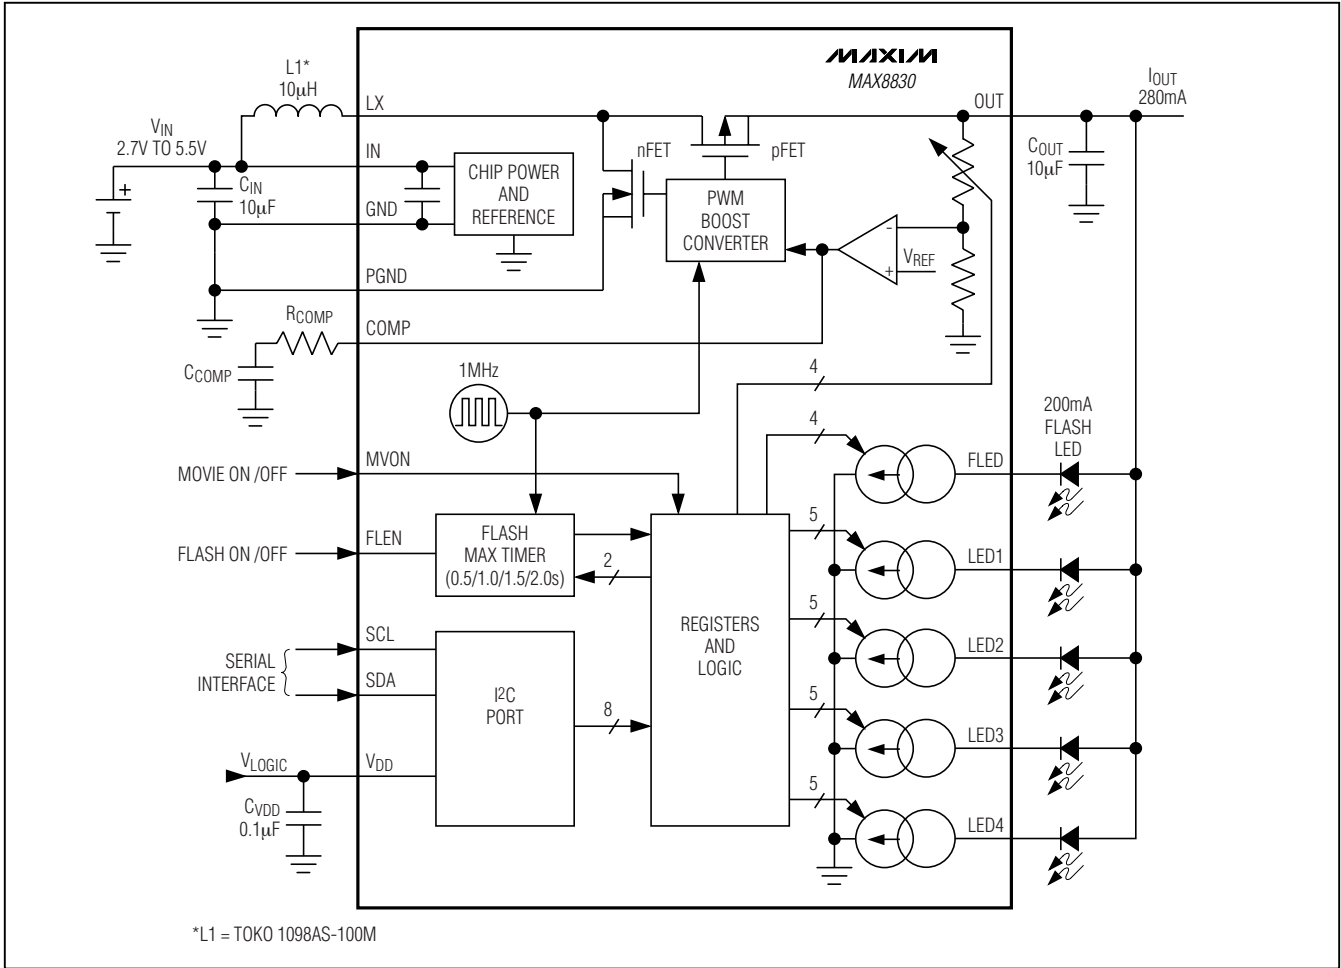 MAXIM
MAX8830
L1*
10µH
LX
OUT
IOUT
280mA
VIN
2.7V TO 5.5V
IN
CIN
10µF
GND
CHIP POWER
AND
REFERENCE
nFET
pFET
PWM
BOOST
CONVERTER
-
+
VREF
COUT
10µF
+
PGND
RCOMP
COMP
CCOMP
1MHz
4
4
MOVIE ON /OFF
MVON
FLASH ON /OFF
FLEN
FLASH
MAX TIMER
(0.5/1.0/1.5/2.0s)
2
200mA
FLASH
LED
FLED
5
LED1
5
LED2
5
LED3
5
LED4
REGISTERS
AND
LOGIC
SERIAL
INTERFACE
SCL
SDA
I2C
PORT
8
VLOGIC
VDD
CVDD
0.1µF
*L1 = TOKO 1098AS-100M